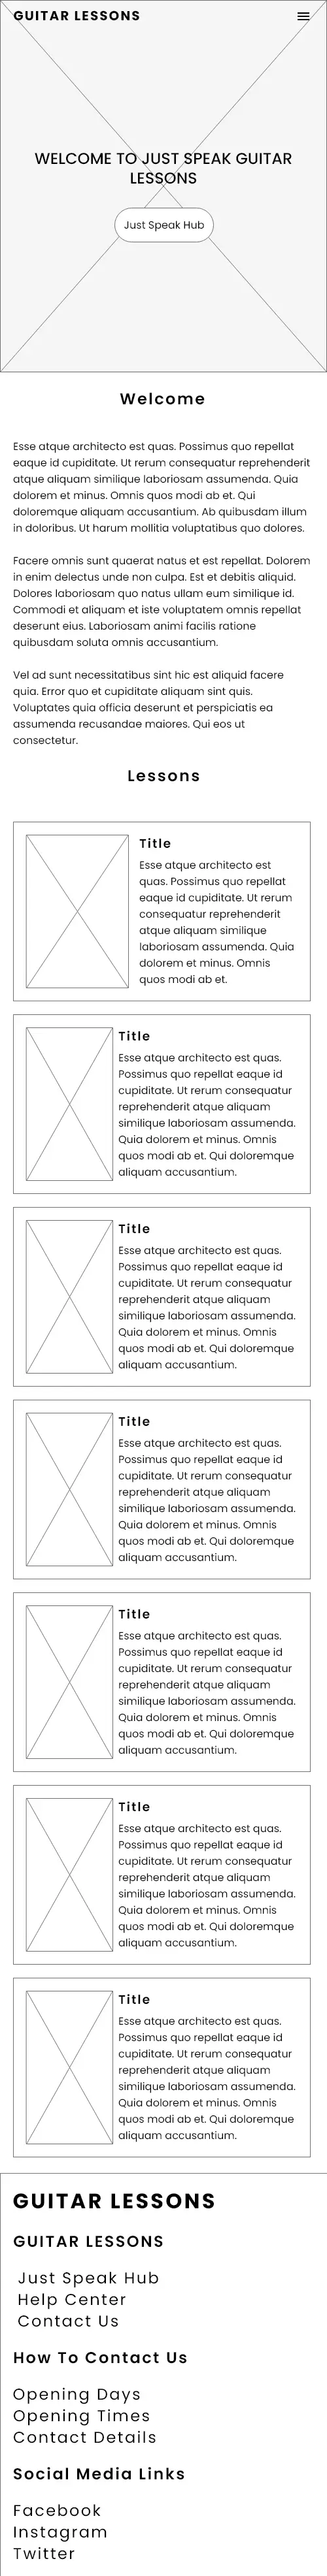 GUITAR LESSONS
WELCOME TO JUST SPEAK GUITAR
LESSONS
Just Speak Hub
Welcome
Esse atque architecto est quas. Possimus quo repellat
eaque id cupiditate. Ut rerum consequatur reprehenderit
atque aliquam similique laboriosam assumenda. Quia
dolorem et minus. Omnis quos modi ab et. Qui
doloremque aliquam accusantium. Ab quibusdam illum
in doloribus. Ut harum mollitia voluptatibus quo dolores.
Facere omnis sunt quaerat natus et est repellat. Dolorem
in enim delectus unde non culpa. Est et debitis aliquid.
Dolores laboriosam quo natus ullam eum similique id.
Commodi et aliquam et iste voluptatem omnis repellat
deserunt eius. Laboriosam animi facilis ratione
quibusdam soluta omnis accusantium.
Vel ad sunt necessitatibus sint hic est aliquid facere
quia. Error quo et cupiditate aliquam sint quis.
Voluptates quia officia deserunt et perspiciatis ea
assumenda recusandae maiores. Qui eos ut
consectetur.
Lessons
Title
Esse atque architecto est
quas. Possimus quo repellat
eaque id cupiditate. Ut rerum
consequatur reprehenderit
atque aliquam similique
laboriosam assumenda. Quia
dolorem et minus. Omnis
quos modi ab et.
Title
Esse atque architecto est quas.
Possimus quo repellat eaque id
cupiditate. Ut rerum consequatur
reprehenderit atque aliquam
similique laboriosam assumenda.
Quia dolorem et minus. Omnis
quos modi ab et. Qui doloremque
aliquam accusantium.
Title
Esse atque architecto est quas.
Possimus quo repellat eaque id
cupiditate. Ut rerum consequatur
reprehenderit atque aliquam
similique laboriosam assumenda.
Quia dolorem et minus. Omnis
quos modi ab et. Qui doloremque
aliquam accusantium.
Title
Esse atque architecto est quas.
Possimus quo repellat eaque id
cupiditate. Ut rerum consequatur
reprehenderit atque aliquam
similique laboriosam assumenda.
Quia dolorem et minus. Omnis
quos modi ab et. Qui doloremque
aliquam accusantium.
Title
Esse atque architecto est quas.
Possimus quo repellat eaque id
cupiditate. Ut rerum consequatur
reprehenderit atque aliquam
similique laboriosam assumenda.
Quia dolorem et minus. Omnis
quos modi ab et. Qui doloremque
aliquam accusantium.
Title
Esse atque architecto est quas.
Possimus quo repellat eaque id
cupiditate. Ut rerum consequatur
reprehenderit atque aliquam
similique laboriosam assumenda.
Quia dolorem et minus. Omnis
quos modi ab et. Qui doloremque
aliquam accusantium.
Title
Esse atque architecto est quas.
Possimus quo repellat eaque id
cupiditate. Ut rerum consequatur
reprehenderit atque aliquam
similique laboriosam assumenda.
Quia dolorem et minus. Omnis
quos modi ab et. Qui doloremque
aliquam accusantium.
GUITAR LESSONS
GUITAR LESSONS
Just Speak Hub
Help Center
Contact Us
How To Contact Us
Opening Days
Opening Times
Contact Details
Social Media Links
Facebook
Instagram
Twitter